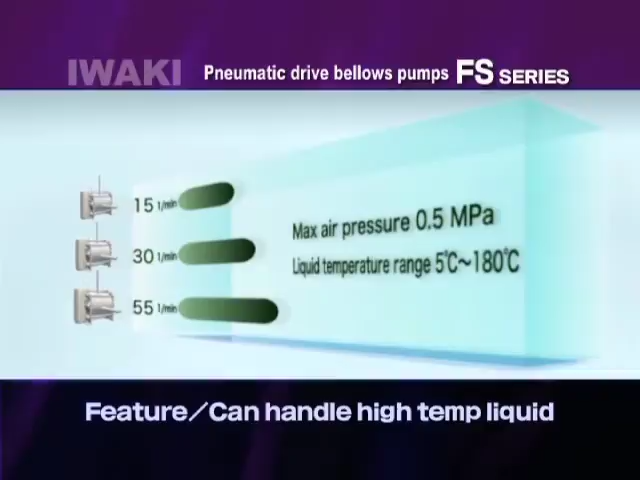 IWAKI Pneumatic drive bellows pumps FS SERIES
15 l/min
30 l/min
55 l/min
Max air pressure 0.5 MPa
Liquid temperature range 5℃~180℃
Feature/Can handle high temp liquid